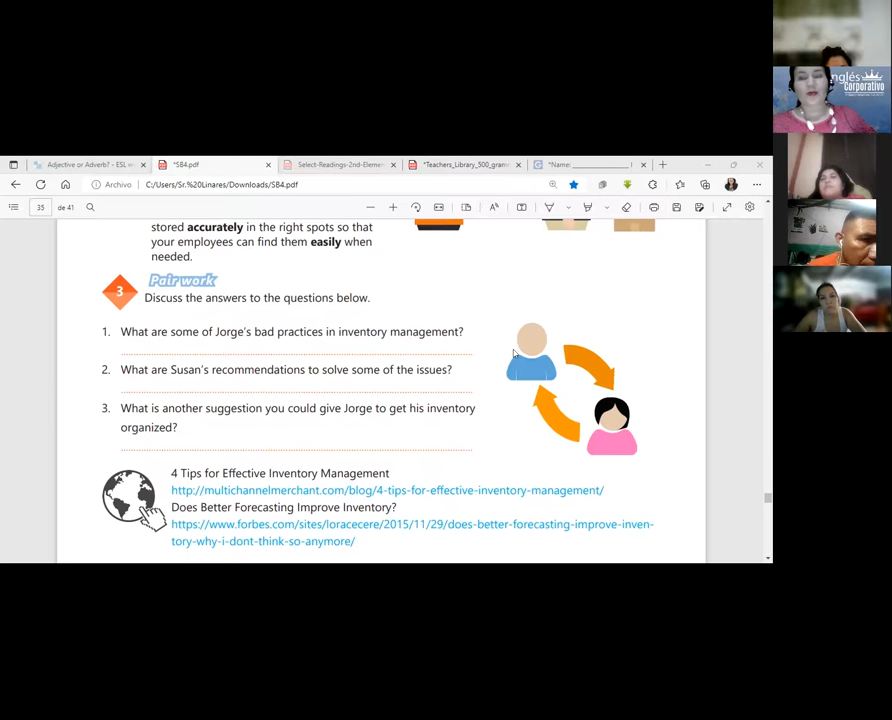 Adjective or Adverb? - ESL w
*SB4.pdf
Select-Readings-2nd-Elemen
*Teachers_Library_500_gram
*Name: ____________ I
Archivo
C:/Users/Sr.%20Linares/Downloads/SB4.pdf
35
de 41
stored accurately in the right spots so that
your employees can find them easily when
needed.
3
Pair work
Discuss the answers to the questions below.
1. What are some of Jorge's bad practices in inventory management?
2. What are Susan's recommendations to solve some of the issues?
3. What is another suggestion you could give Jorge to get his inventory
organized?
4 Tips for Effective Inventory Management
http://multichannelmerchant.com/blog/4-tips-for-effective-inventory-management/
Does Better Forecasting Improve Inventory?
https://www.forbes.com/sites/loracecere/2015/11/29/does-better-forecasting-improve-inven-
tory-why-i-dont-think-so-anymore/
Inglés
Corporativo